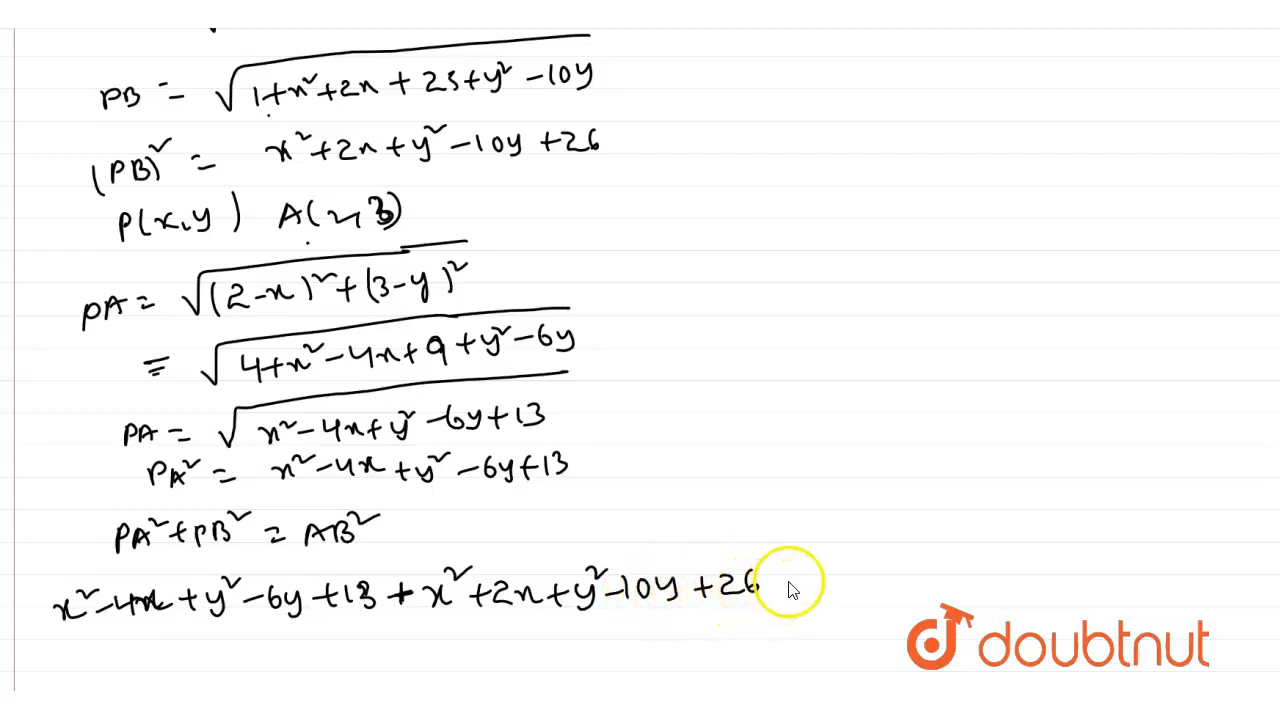 PB = √1+x²+2x+25+y²-10y
(PB)² = x²+2x+y²-10y+26
P(x,y) A(2,3)
PA = √(2-x)²+(3-y)²
= √4+x²-4x+9+y²-6y
PA = √x²-4x+y²-6y+13
PA² = x²-4x+y²-6y+13
PA²+PB² = AB²
x²-4x+y²-6y+13+x²+2x+y²-10y+26
doubtnut